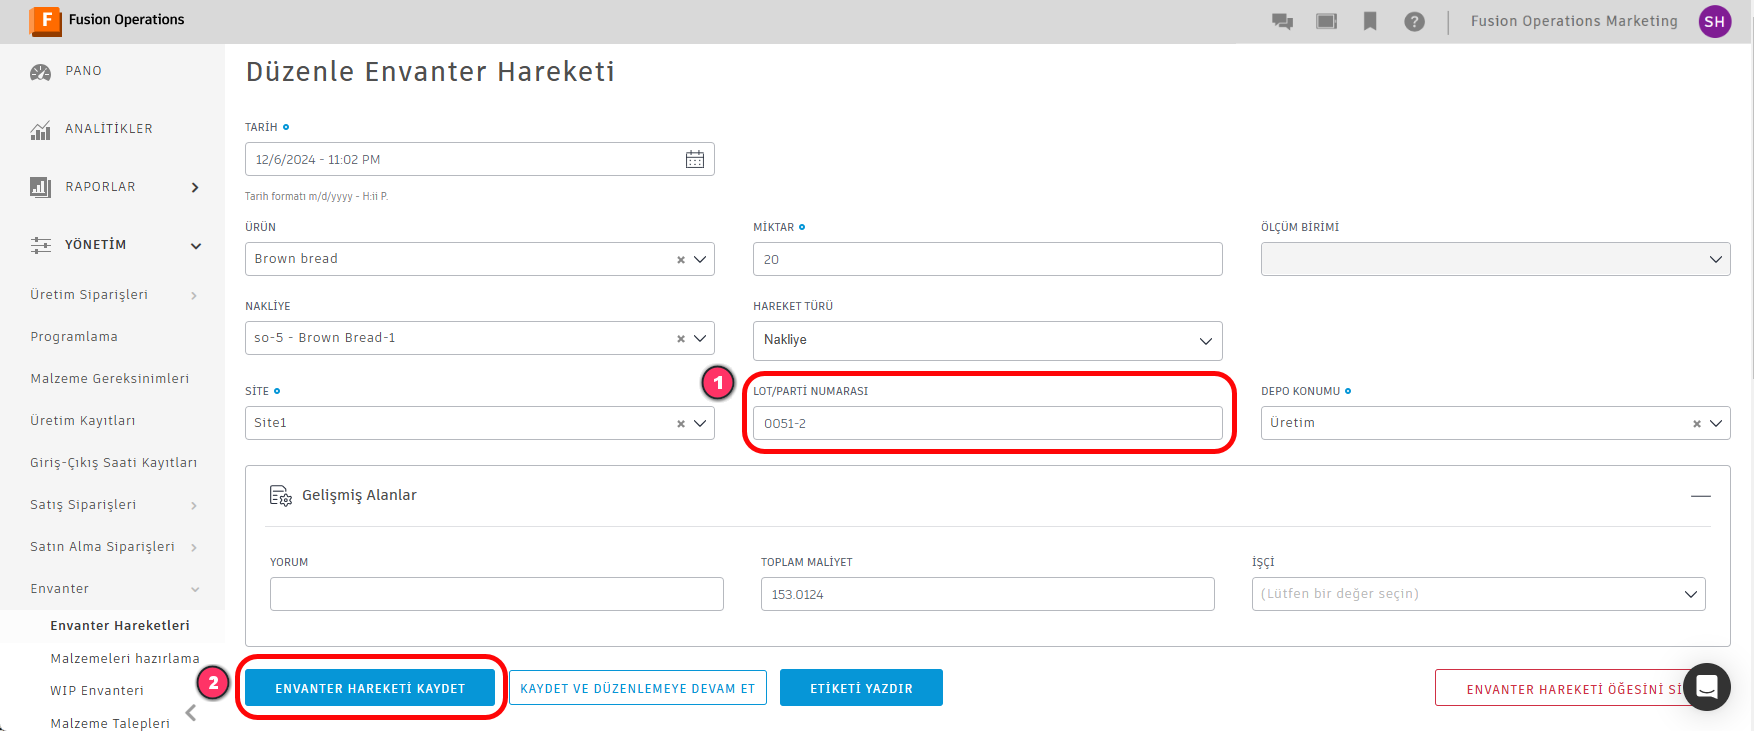 Fusion Operations
Fusion Operations Marketing
SH
PANO
ANALİTİKLER
RAPORLAR
YÖNETİM
Üretim Siparişleri
Programlama
Malzeme Gereksinimleri
Üretim Kayıtları
Giriş-Çıkış Saati Kayıtları
Satış Siparişleri
Satın Alma Siparişleri
Envanter
Envanter Hareketleri
Malzemeleri hazırlama
WIP Envanteri
Malzeme Talepleri
Düzenle Envanter Hareketi
TARİH
12/6/2024 - 11:02 PM
Tarih formatı m/d/yyyy - H:ii P.
ÜRÜN
MİKTAR
ÖLÇÜM BİRİMİ
Brown bread
20
NAKLİYE
HAREKET TÜRÜ
so-5 - Brown Bread-1
Nakliye
1
SİTE
LOT/PARTİ NUMARASI
DEPO KONUMU
Site1
0051-2
Üretim
Gelişmiş Alanlar
YORUM
TOPLAM MALİYET
İŞÇİ
153.0124
(Lütfen bir değer seçin)
2
ENVANTER HAREKETİ KAYDET
KAYDET VE DÜZENLEMEYE DEVAM ET
ETİKETİ YAZDIR
ENVANTER HAREKETİ ÖĞESİNİ Sİ